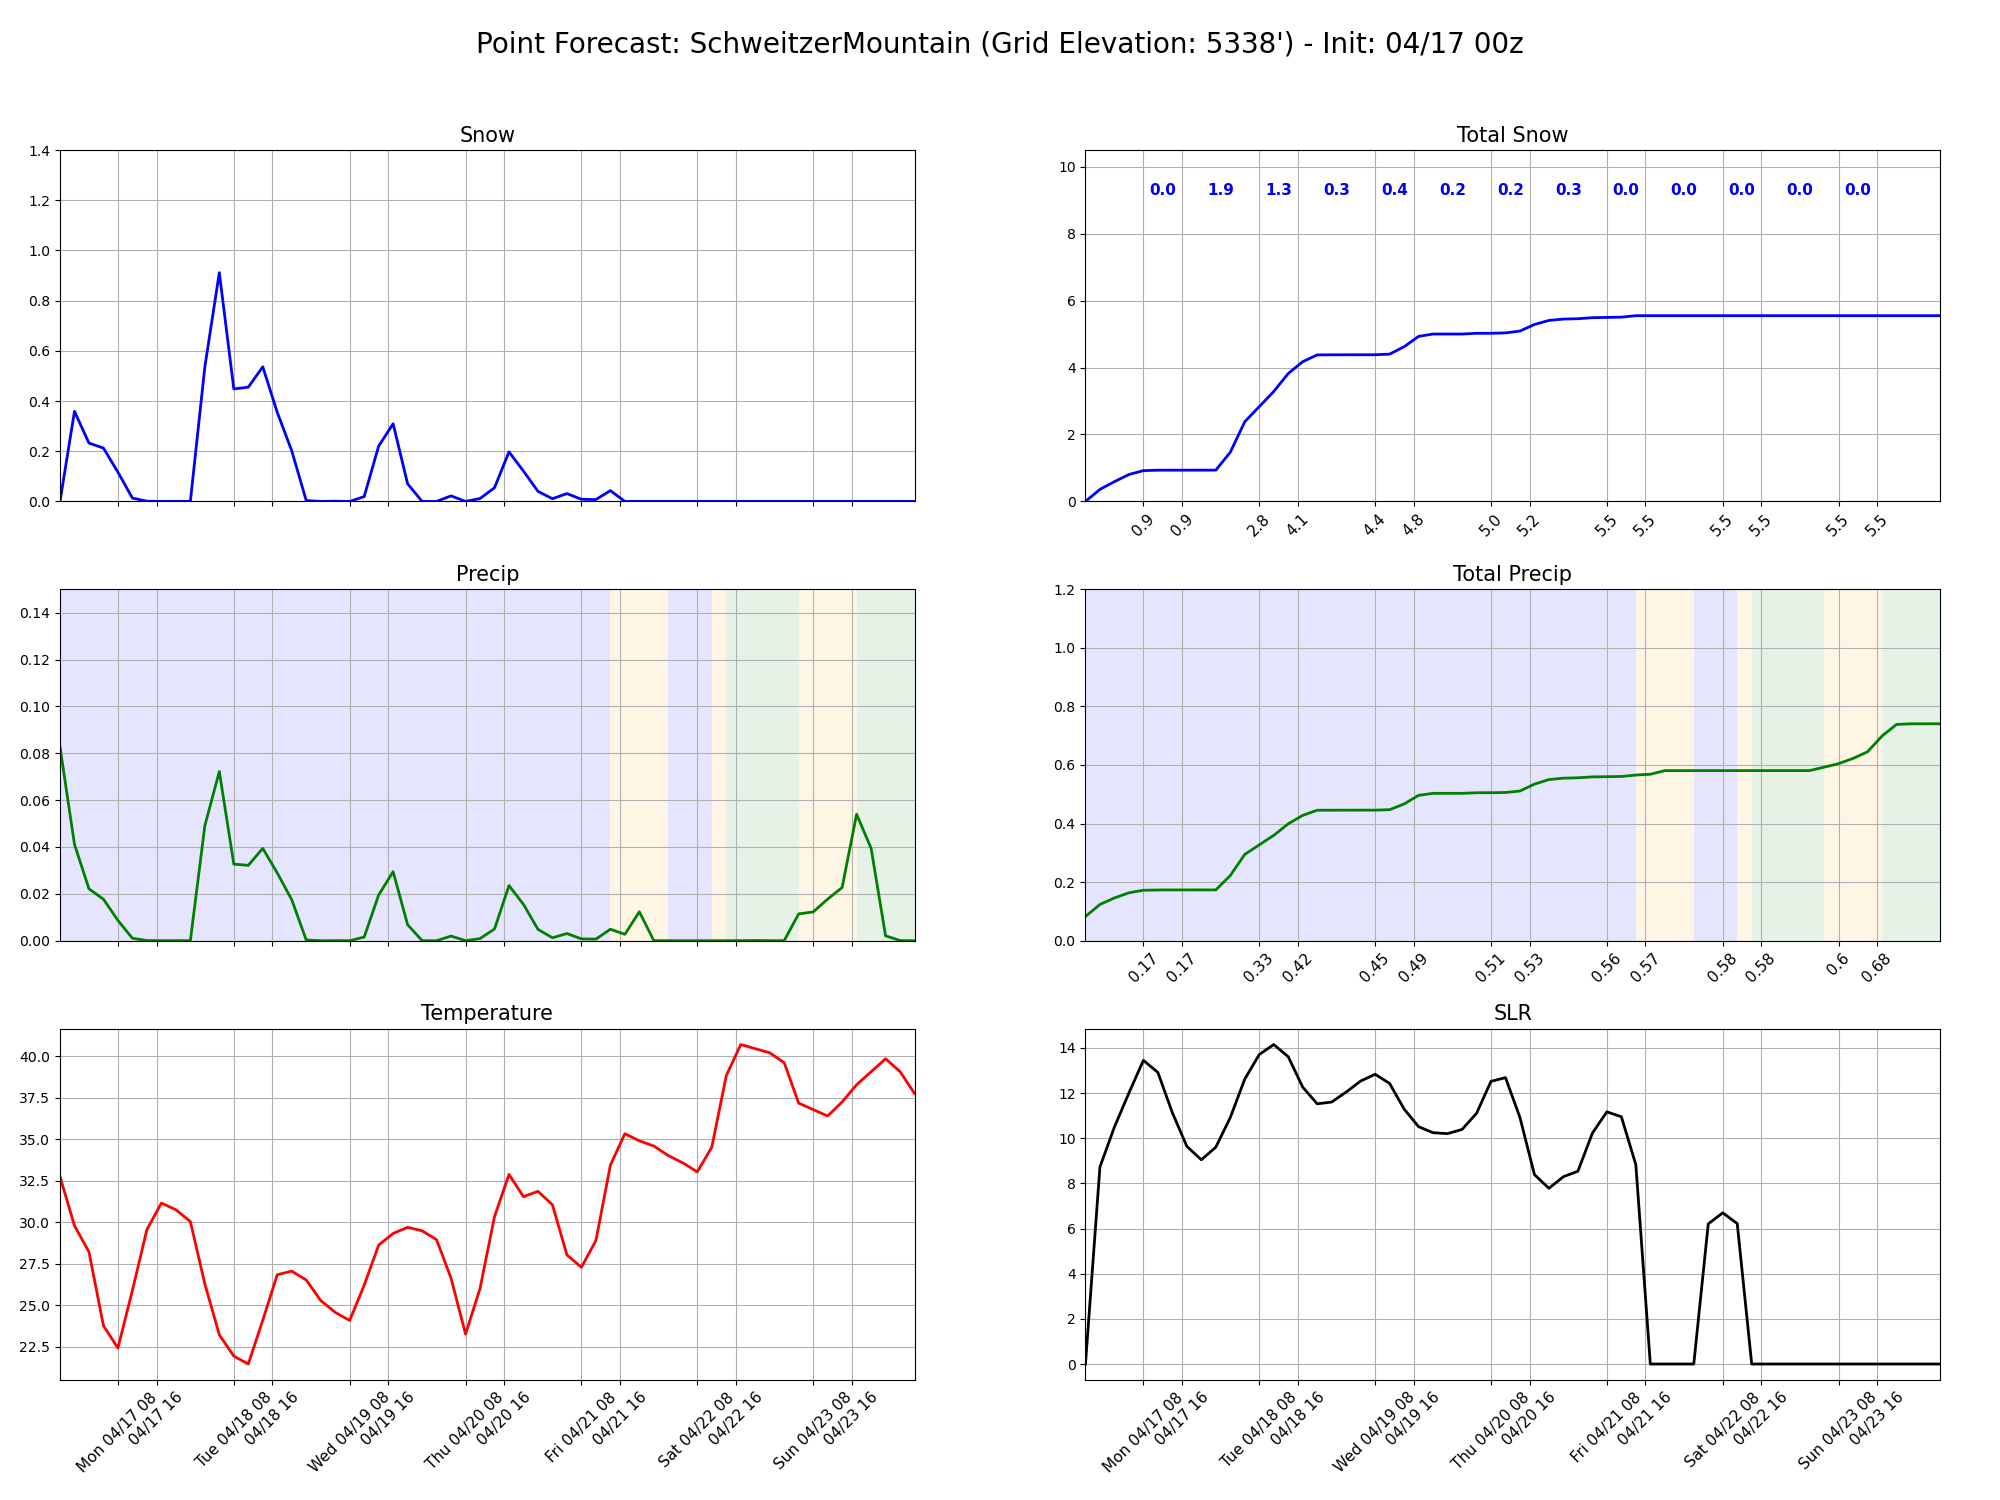 Point Forecast: SchweitzerMountain (Grid Elevation: 5338') - Init: 04/17 00z
Snow
1.4
1.2
1.0
0.8
0.6
0.4
0.2
0.0
Total Snow
10
8
6
4
2
0
0.0 1.9 1.3 0.3 0.4 0.2 0.2 0.3 0.0 0.0 0.0 0.0 0.0
0.9 0.9 2.8 4.1 4.4 4.8 5.0 5.2 5.5 5.5 5.5 5.5 5.5 5.5
Precip
0.14
0.12
0.10
0.08
0.06
0.04
0.02
0.00
Total Precip
1.2
1.0
0.8
0.6
0.4
0.2
0.0
0.17 0.17 0.33 0.42 0.45 0.49 0.51 0.53 0.56 0.57 0.58 0.58 0.6 0.68
Temperature
40.0
37.5
35.0
32.5
30.0
27.5
25.0
22.5
Mon 04/17 08
04/17 16
Tue 04/18 08
04/18 16
Wed 04/19 08
04/19 16
Thu 04/20 08
04/20 16
Fri 04/21 08
04/21 16
Sat 04/22 08
04/22 16
Sun 04/23 08
04/23 16
SLR
14
12
10
8
6
4
2
0
Mon 04/17 08
04/17 16
Tue 04/18 08
04/18 16
Wed 04/19 08
04/19 16
Thu 04/20 08
04/20 16
Fri 04/21 08
04/21 16
Sat 04/22 08
04/22 16
Sun 04/23 08
04/23 16